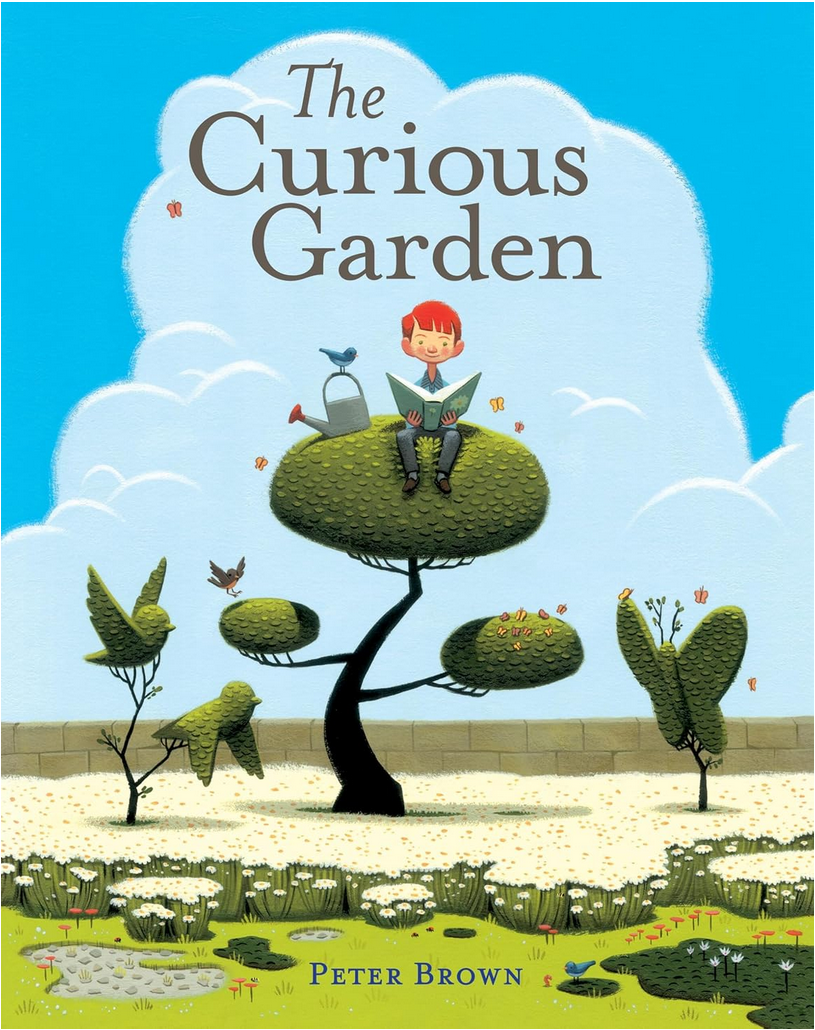 The
Curious
Garden
PETER BROWN